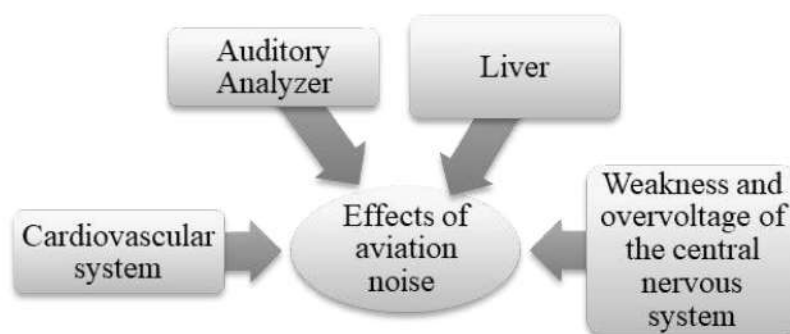 Auditory
Analyzer
Liver
Cardiovascular
system
Effects of
aviation
noise
Weakness and
overvoltage of
the central
nervous
system